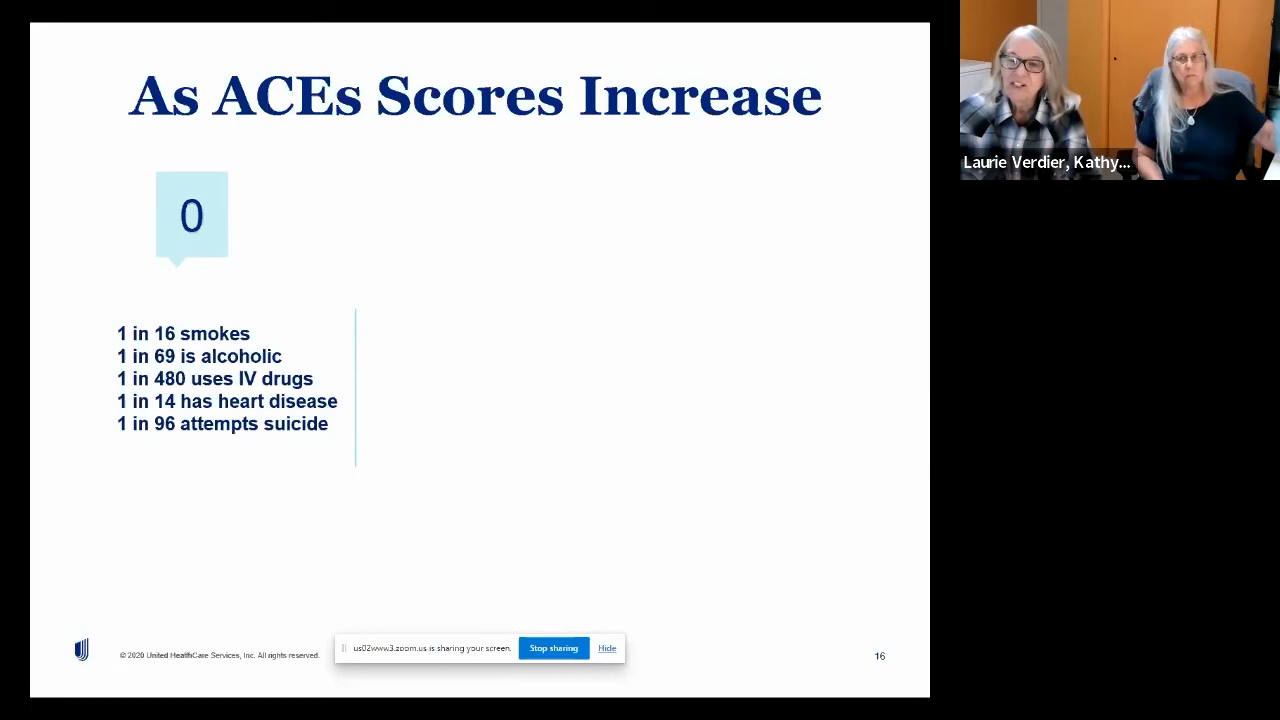 As ACEs Scores Increase
0
1 in 16 smokes
1 in 69 is alcoholic
1 in 480 uses IV drugs
1 in 14 has heart disease
1 in 96 attempts suicide
© 2020 United HealthCare Services, Inc. All rights reserved.
us02www3.zoom.us is sharing your screen.
Stop sharing
Hide
16
Laurie Verdier, Kathy...